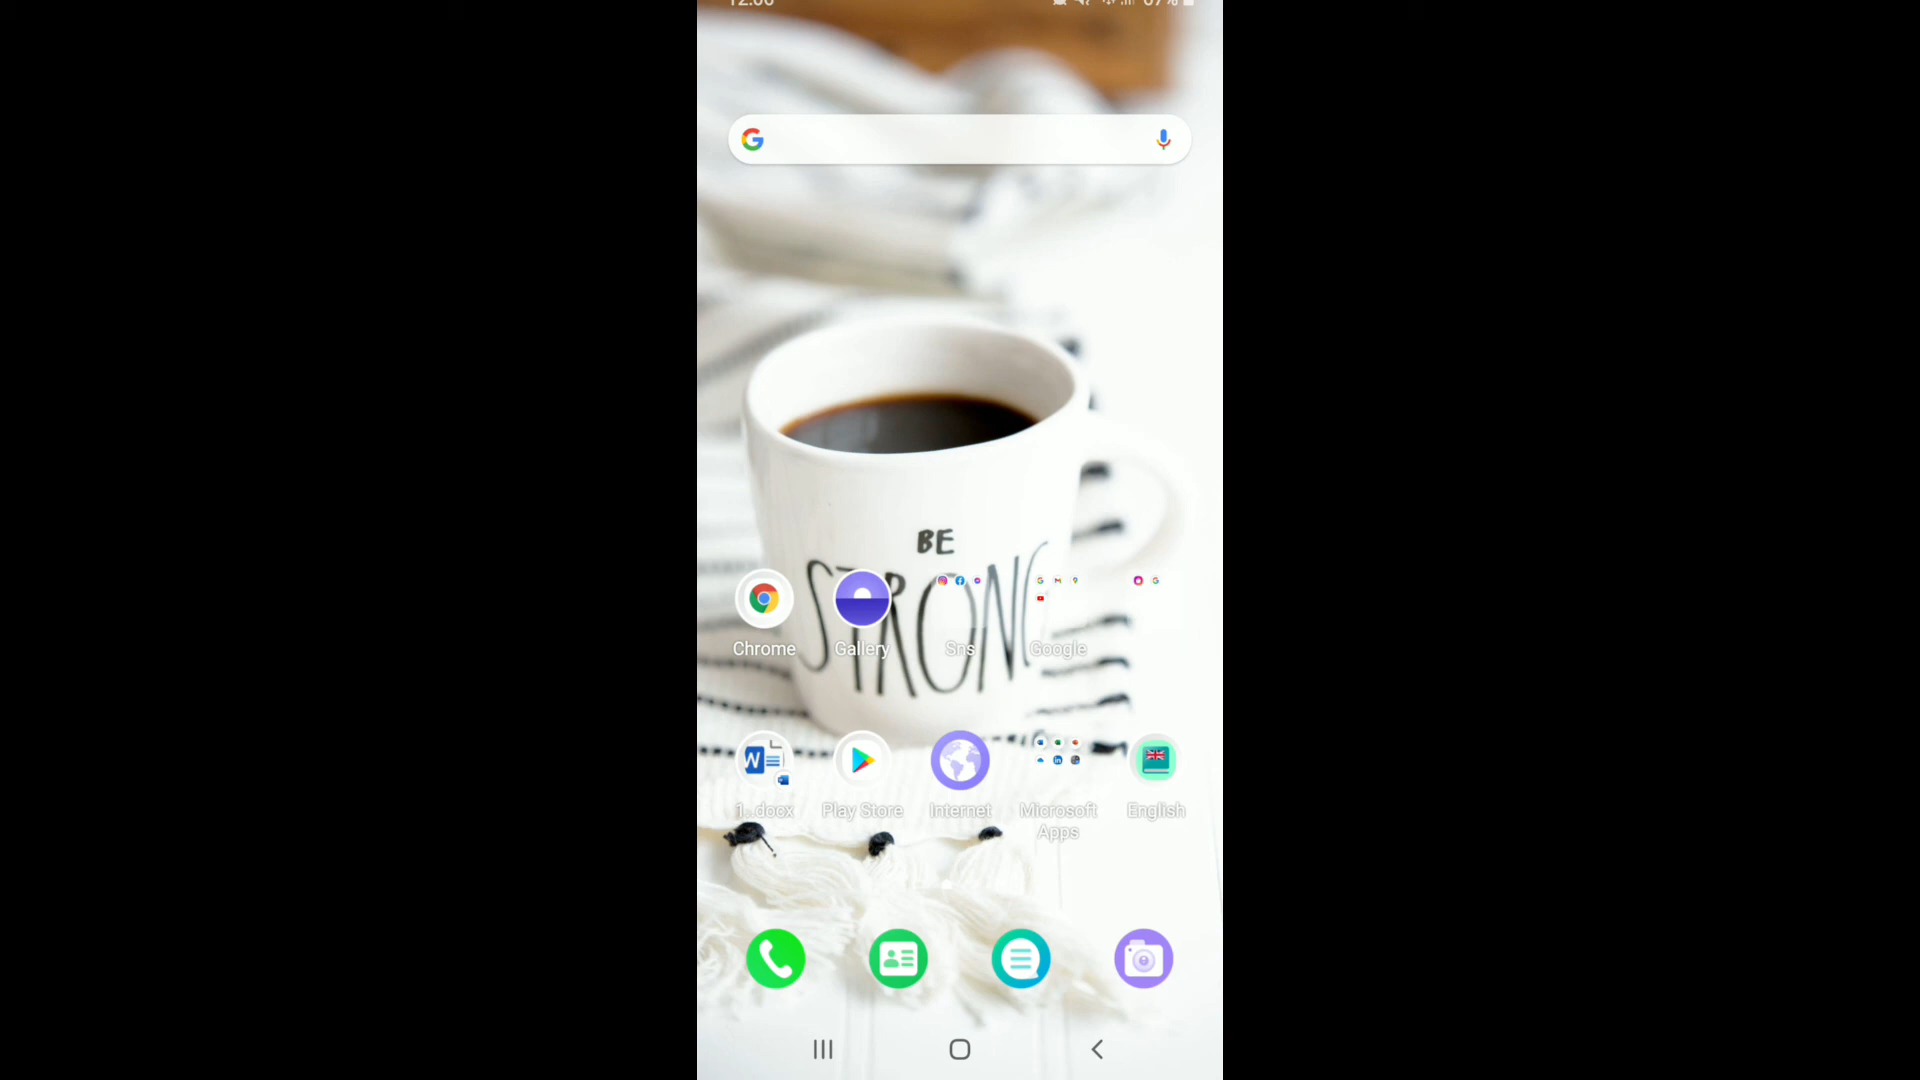 BE
STRONG
Chrome
Gallery
Sns
Google
1...docx
Play Store
Internet
Microsoft
Apps
English